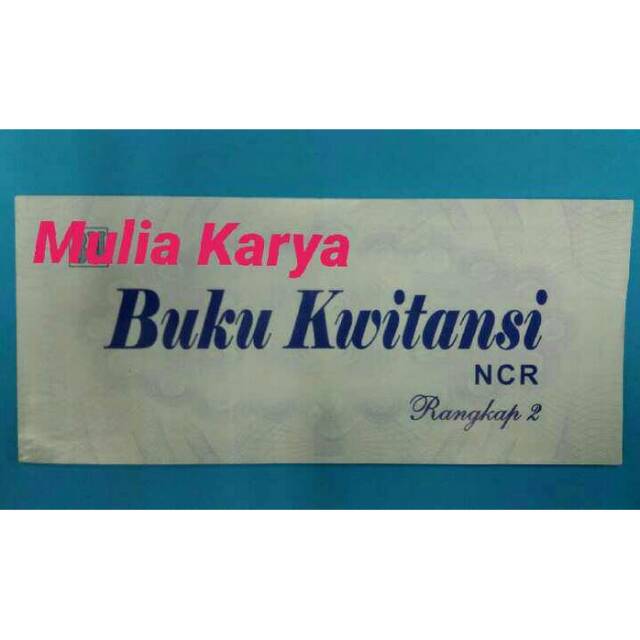 Mulia Karya
Buku Kwitansi
NCR
Rangkap 2